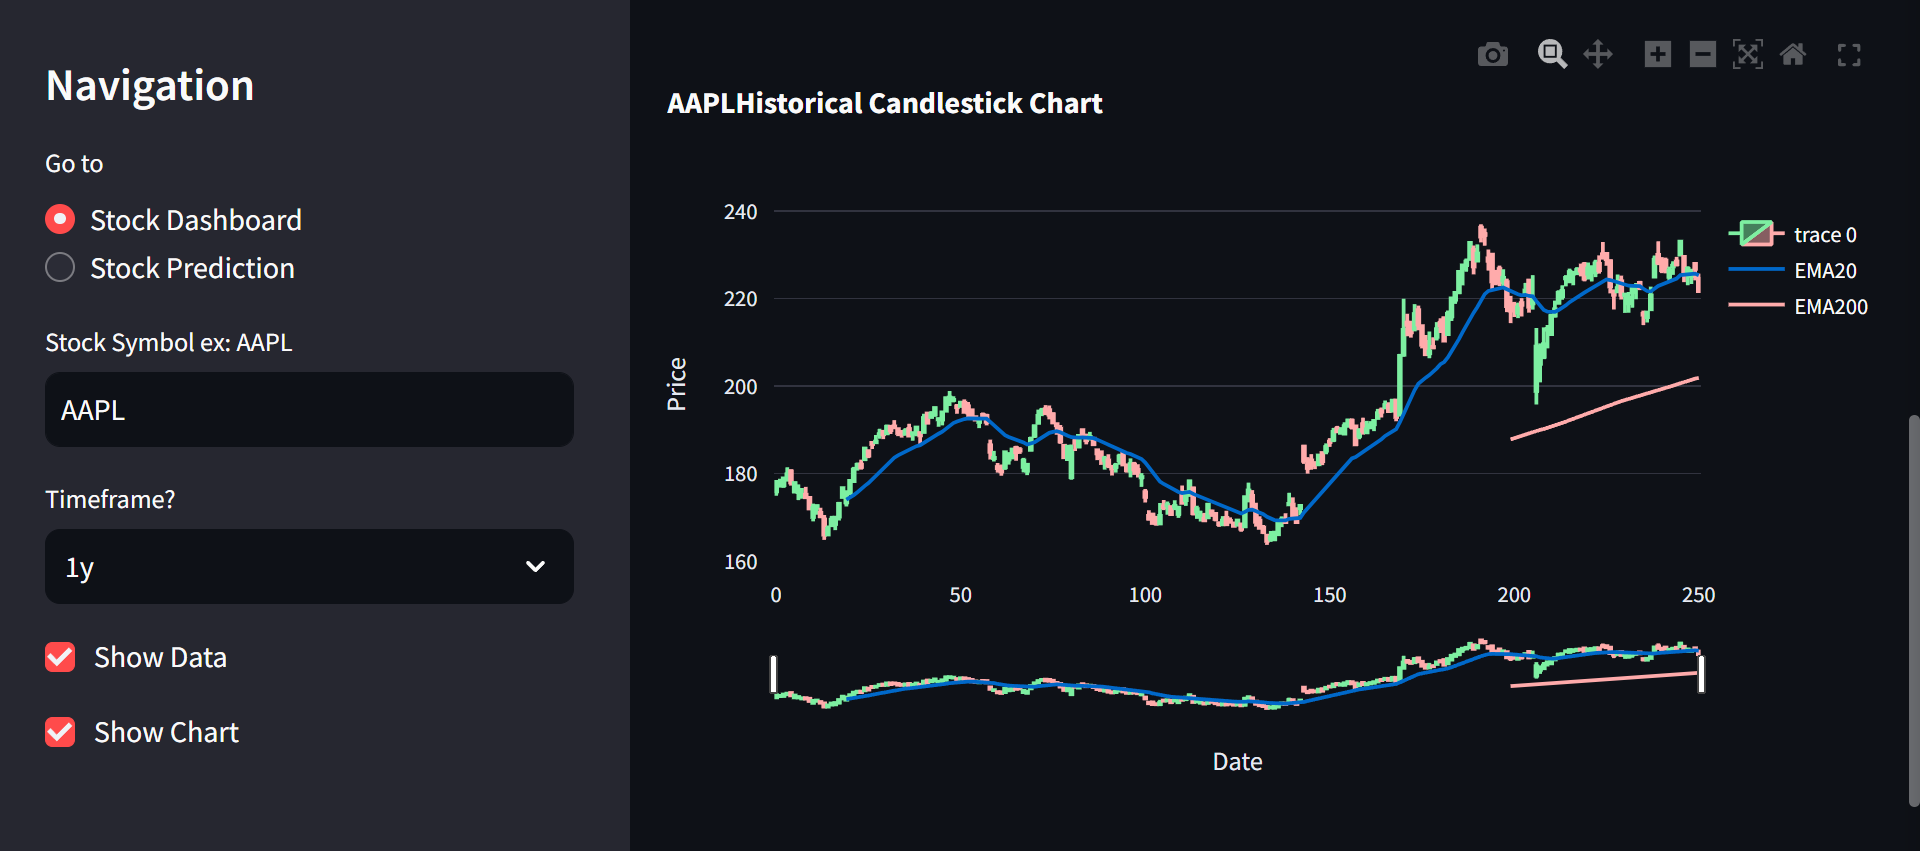 Navigation
Go to
Stock Dashboard
Stock Prediction
Stock Symbol ex: AAPL
AAPL
Timeframe?
1y
Show Data
Show Chart
AAPLHistorical Candlestick Chart
240
220
200
180
160
Price
0 50 100 150 200 250
Date
trace 0
EMA20
EMA200